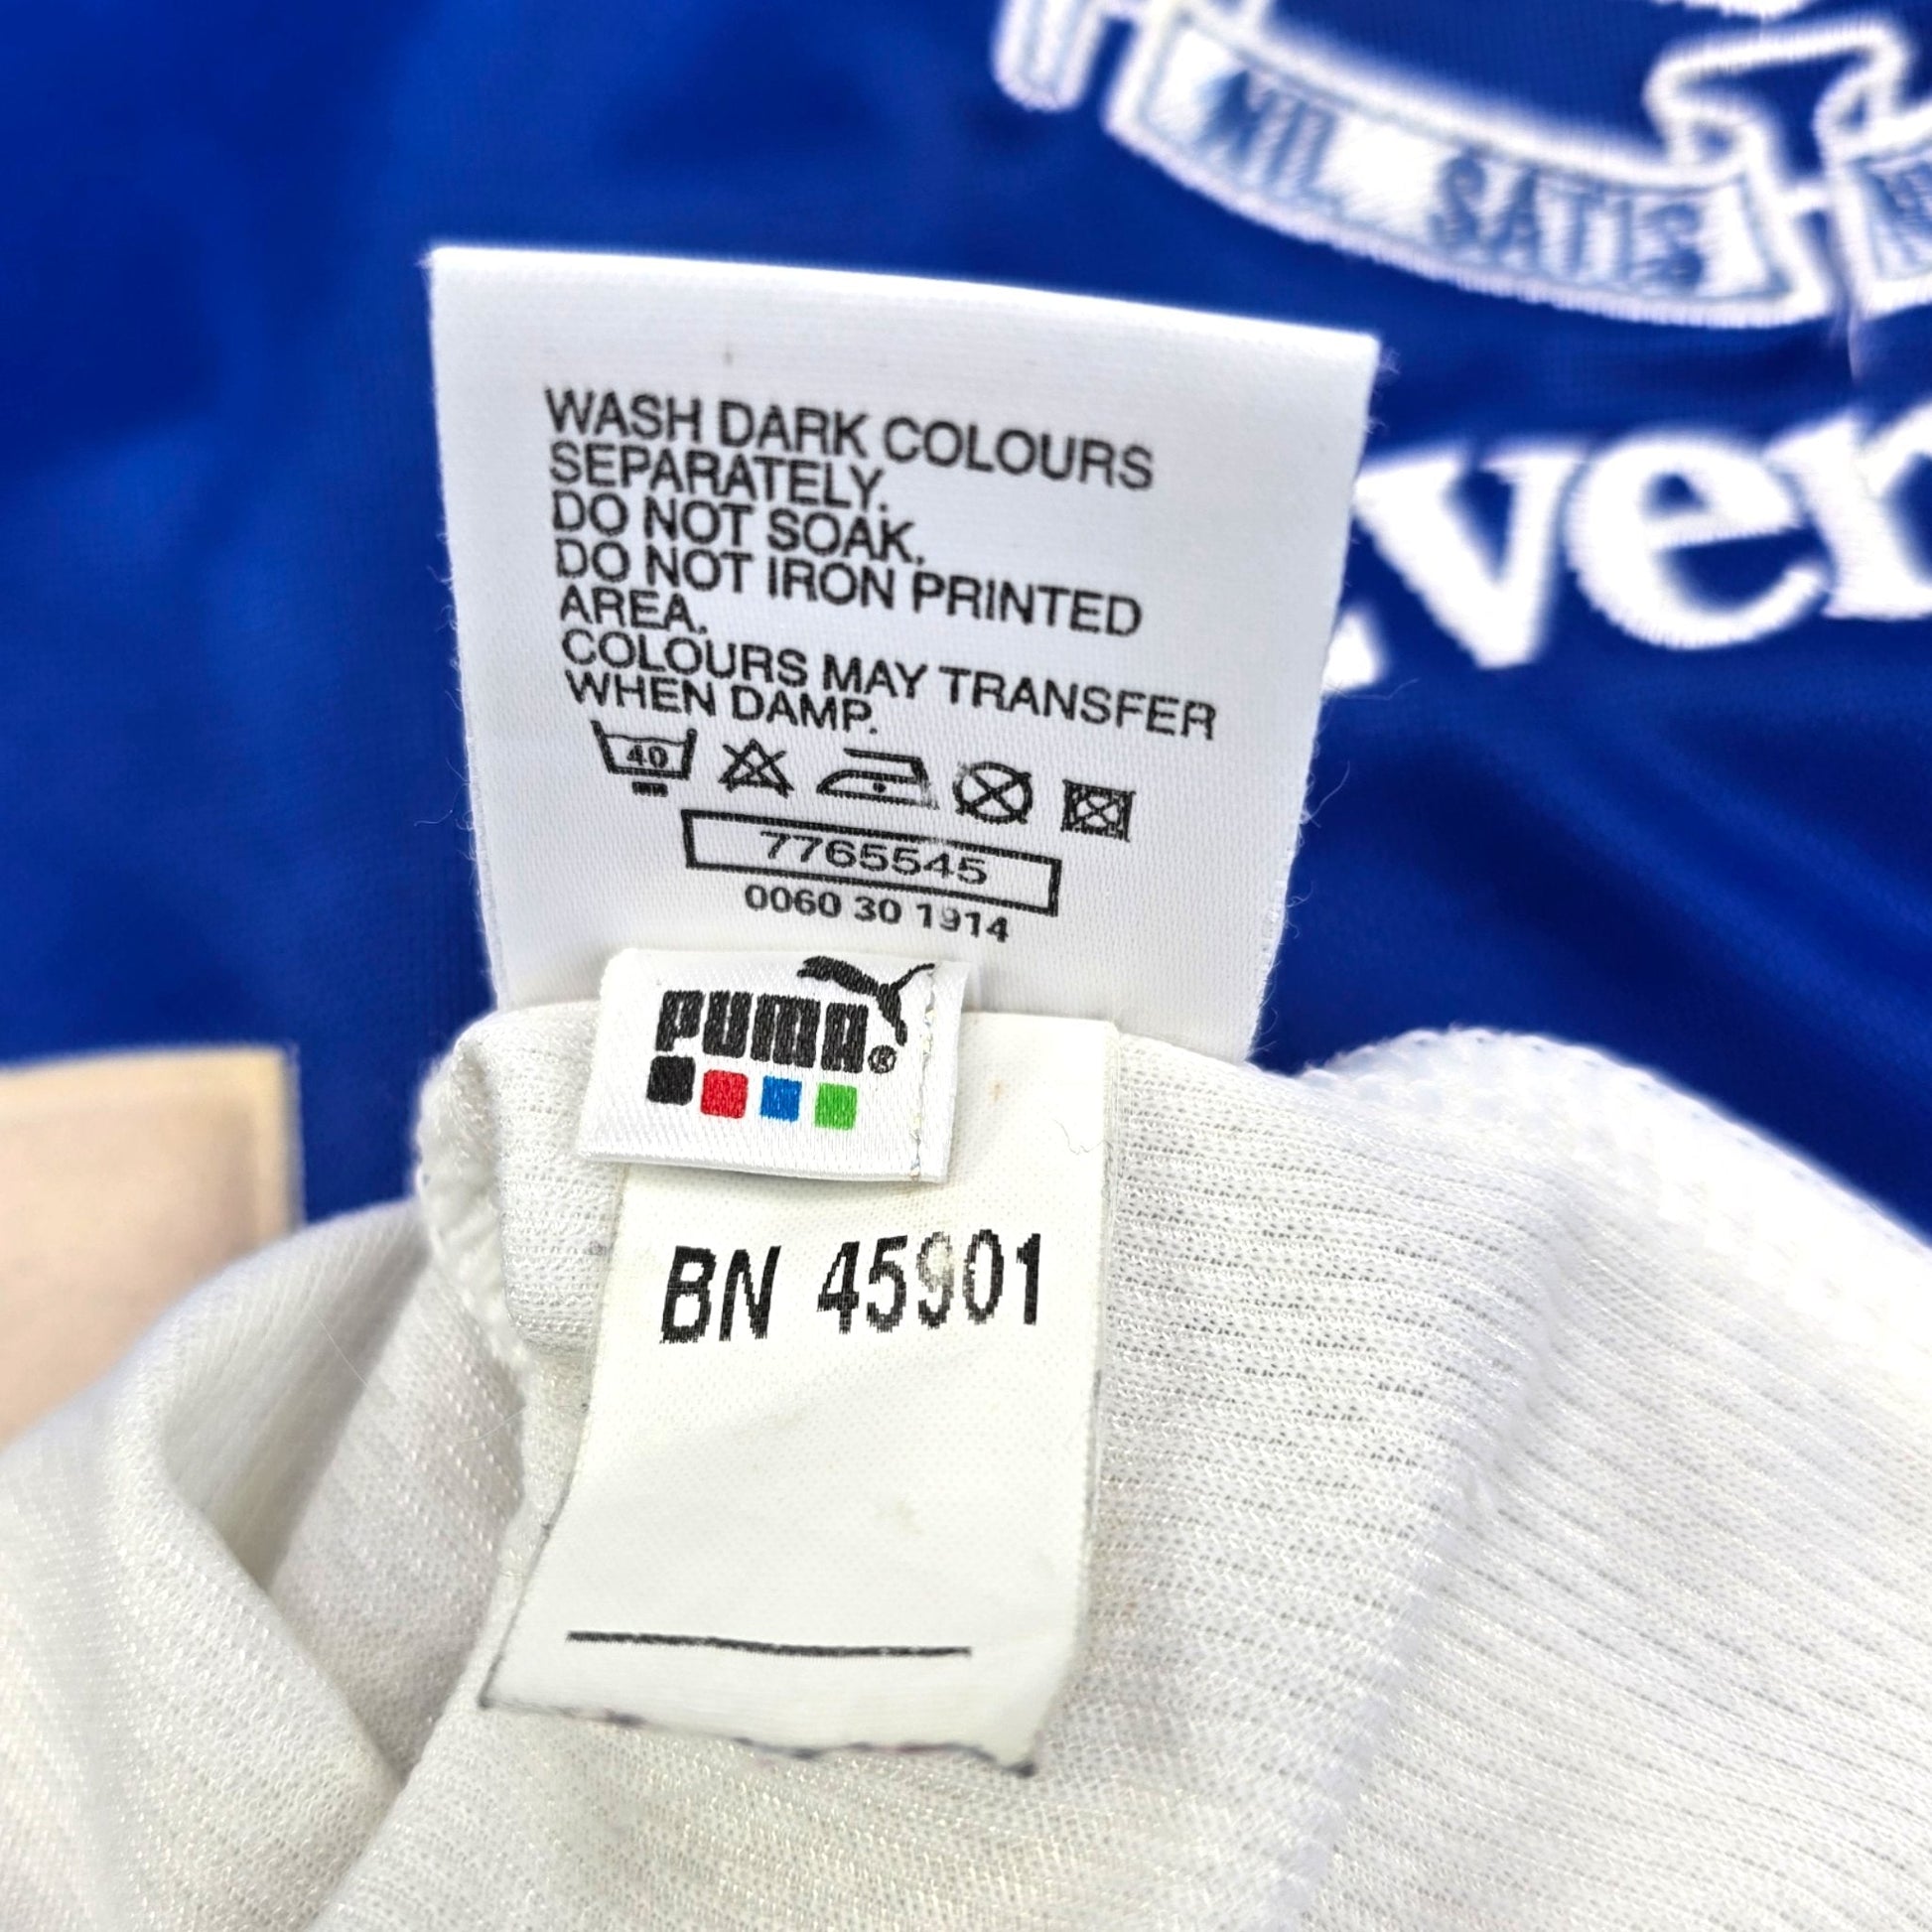 NIL SATIS
ver
WASH DARK COLOURS
SEPARATELY.
DO NOT SOAK.
DO NOT IRON PRINTED
AREA.
COLOURS MAY TRANSFER
WHEN DAMP.
40
7765545
0060 30 1914
PUMA®
BN 45901